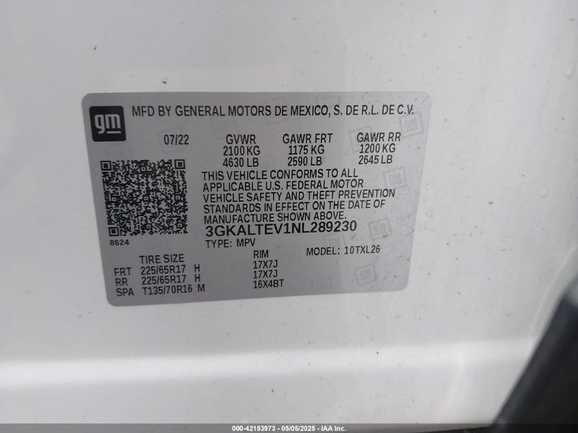 gm
MFD BY GENERAL MOTORS DE MEXICO, S. DE R.L. DE C.V.
07/22 GVWR GAWR FRT GAWR RR
2100 KG 1175 KG 1200 KG
4630 LB 2590 LB 2645 LB
THIS VEHICLE CONFORMS TO ALL
APPLICABLE U.S. FEDERAL MOTOR
VEHICLE SAFETY AND THEFT PREVENTION
STANDARDS IN EFFECT ON THE DATE OF
MANUFACTURE SHOWN ABOVE.
3GKALTEV1NL289230
8624 TYPE: MPV
TIRE SIZE RIM MODEL: 10TXL26
FRT 225/65R17 H 17X7J
RR 225/65R17 H 17X7J
SPA T135/70R16 M 16X4BT
000-42153973 - 05/05/2025 - IAA Inc.